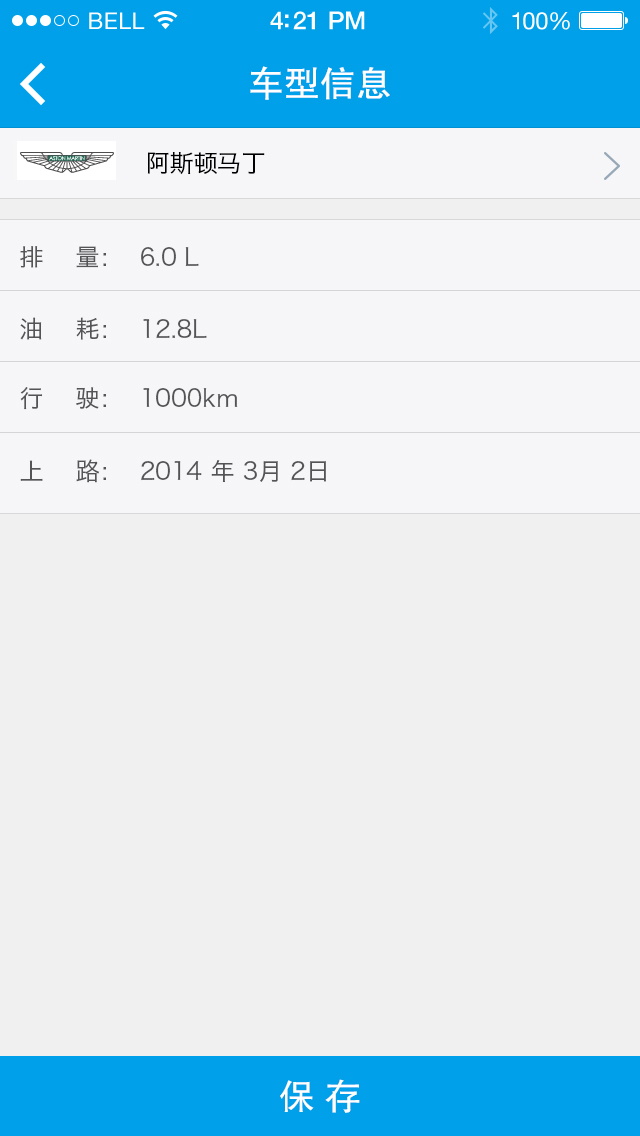 BELL 4:21 PM 100%
车型信息
ASTON MARTIN 阿斯顿马丁
排 量: 6.0 L
油 耗: 12.8L
行 驶: 1000km
上 路: 2014 年 3月 2日
保 存